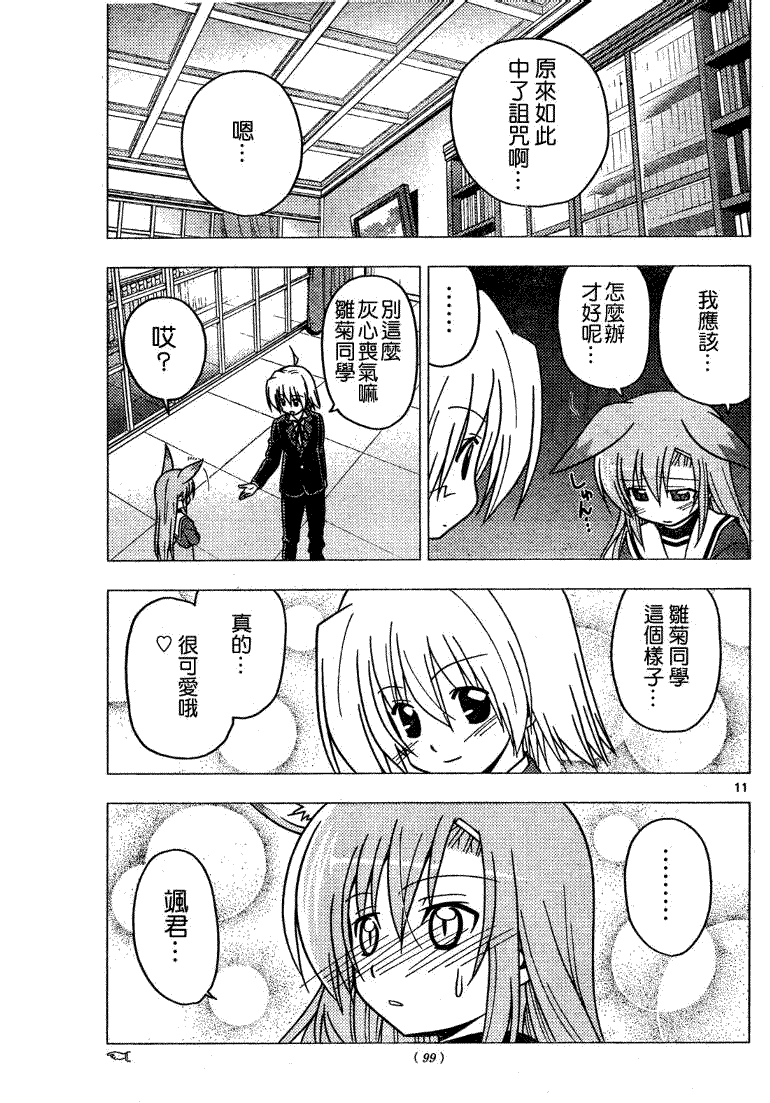 原來如此
中了詛咒啊…
嗯…
我應該…
怎麼辦
才好呢…
……
しゅん…
別這麼
灰心喪氣嘛
雛菊同學
哎？
雛菊同學
這個樣子…
真的…
很可愛哦
♡
11
……
颯君…
(99)